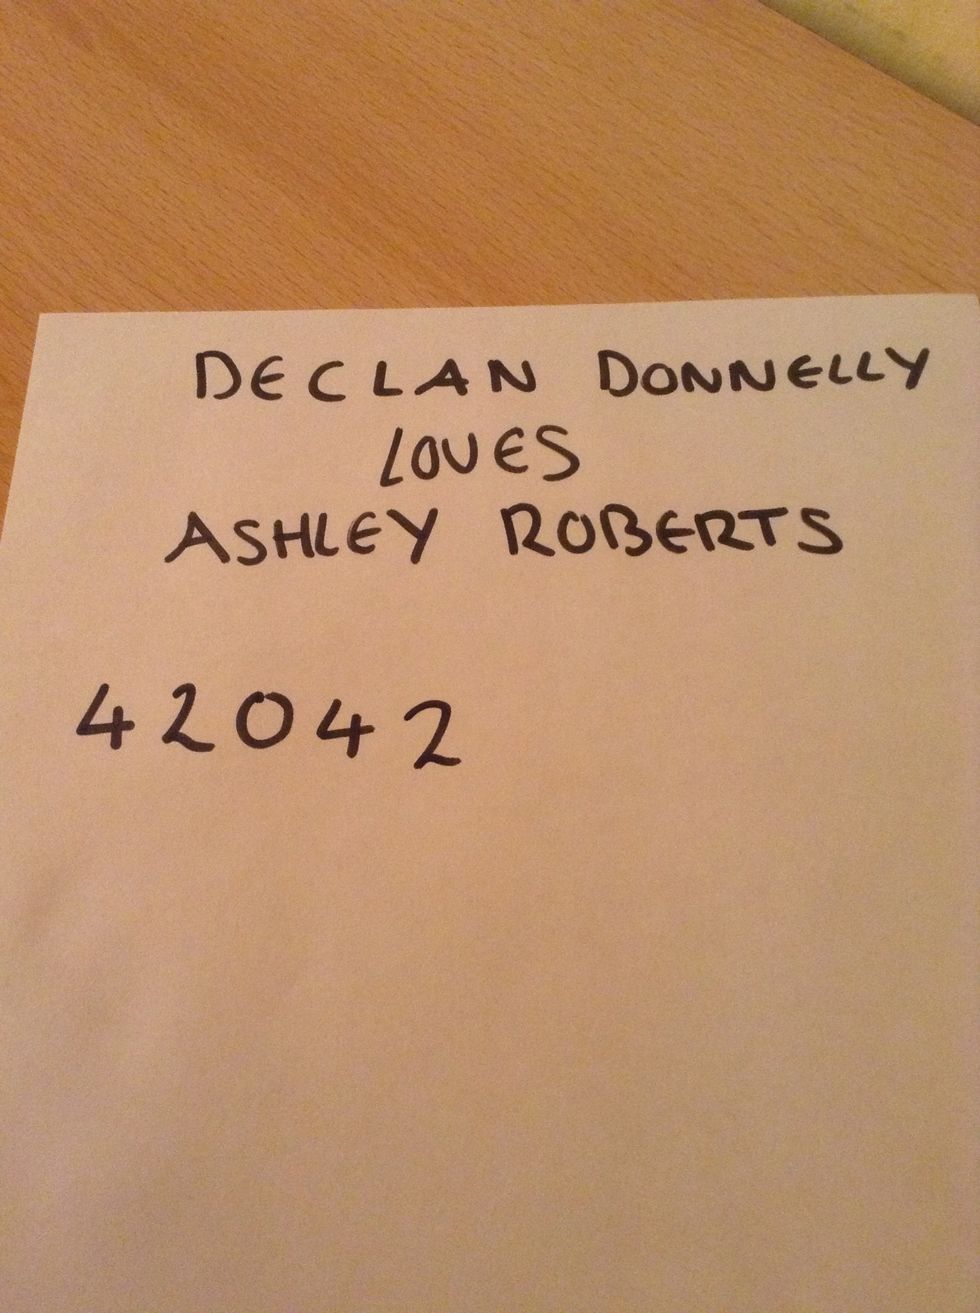 DECLAN DONNELLY
LOVES
ASHLEY ROBERTS
42042